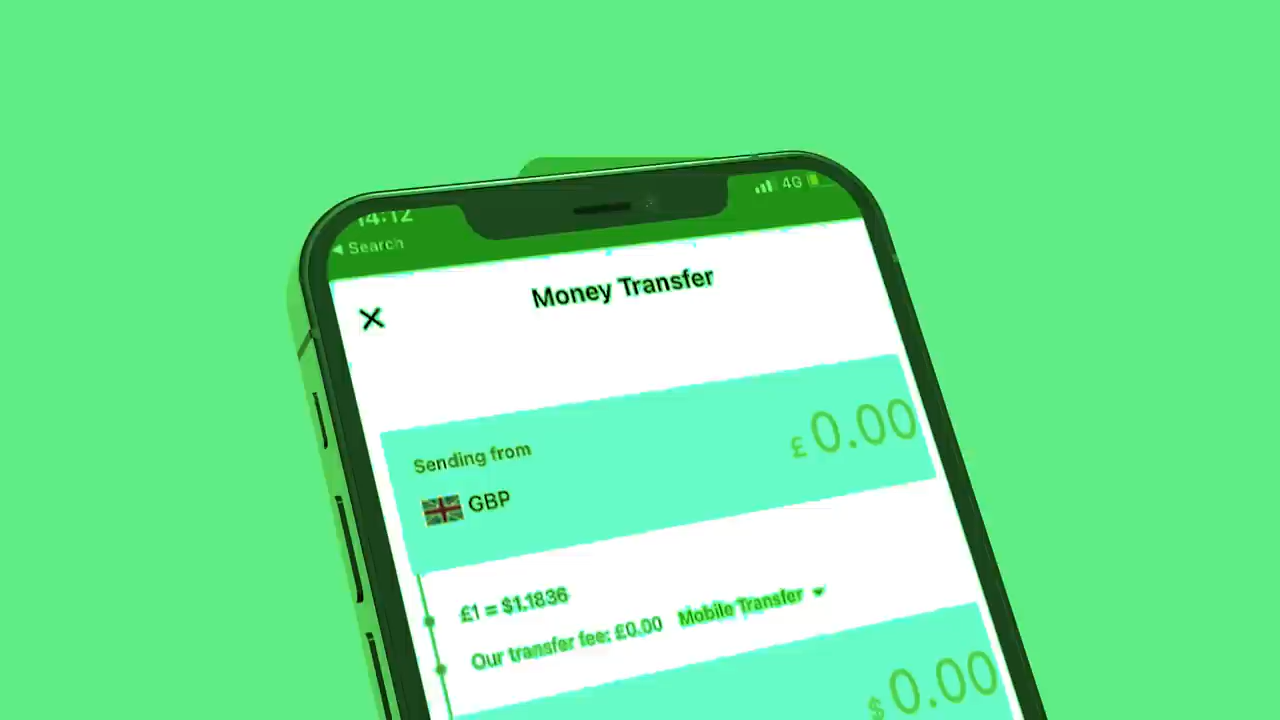 14:12
4G
◀ Search
Money Transfer
Sending from
£ 0.00
GBP
£1 = $1.1836
Our transfer fee: £0.00 Mobile Transfer
$ 0.00